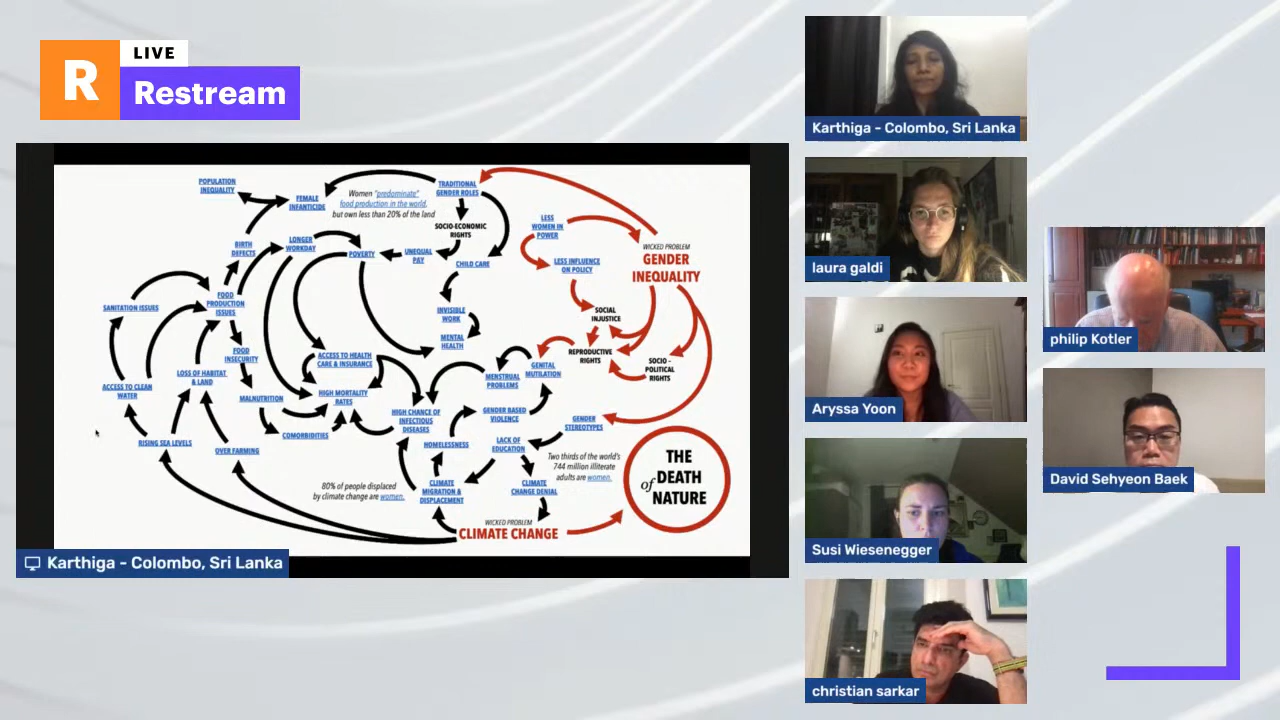 R
LIVE
Restream
POPULATION
INEQUALITY
FEMALE
INFANTICIDE
Women "predominate"
food production in the world,
but own less than 20% of the land
TRADITIONAL
GENDER ROLES
SOCIO-ECONOMIC
RIGHTS
LESS
WOMEN IN
POWER
WICKED PROBLEM
GENDER
INEQUALITY
BIRTH
DEFECTS
LONGER
WORKDAY
POVERTY
UNEQUAL
PAY
CHILD CARE
LESS INFLUENCE
ON POLICY
SANITATION ISSUES
FOOD
PRODUCTION
ISSUES
INVISIBLE
WORK
SOCIAL
INJUSTICE
MENTAL
HEALTH
REPRODUCTIVE
RIGHTS
SOCIO -
POLITICAL
RIGHTS
FOOD
INSECURITY
ACCESS TO HEALTH
CARE & INSURANCE
GENITAL
MUTILATION
MENSTRUAL
PROBLEMS
LOSS OF HABITAT
& LAND
ACCESS TO CLEAN
WATER
MALNUTRITION
HIGH MORTALITY
RATES
HIGH CHANCE OF
INFECTIOUS
DISEASES
GENDER BASED
VIOLENCE
GENDER
STEREOTYPES
COMORBIDITIES
RISING SEA LEVELS
OVER FARMING
HOMELESSNESS
LACK OF
EDUCATION
Two thirds of the world's
744 million illiterate
adults are women.
THE
of DEATH
NATURE
80% of people displaced
by climate change are women.
CLIMATE
MIGRATION &
DISPLACEMENT
CLIMATE
CHANGE DENIAL
WICKED PROBLEM
CLIMATE CHANGE
Karthiga - Colombo, Sri Lanka
Karthiga - Colombo, Sri Lanka
laura galdi
Aryssa Yoon
Susi Wiesenegger
christian sarkar
philip Kotler
David Sehyeon Baek